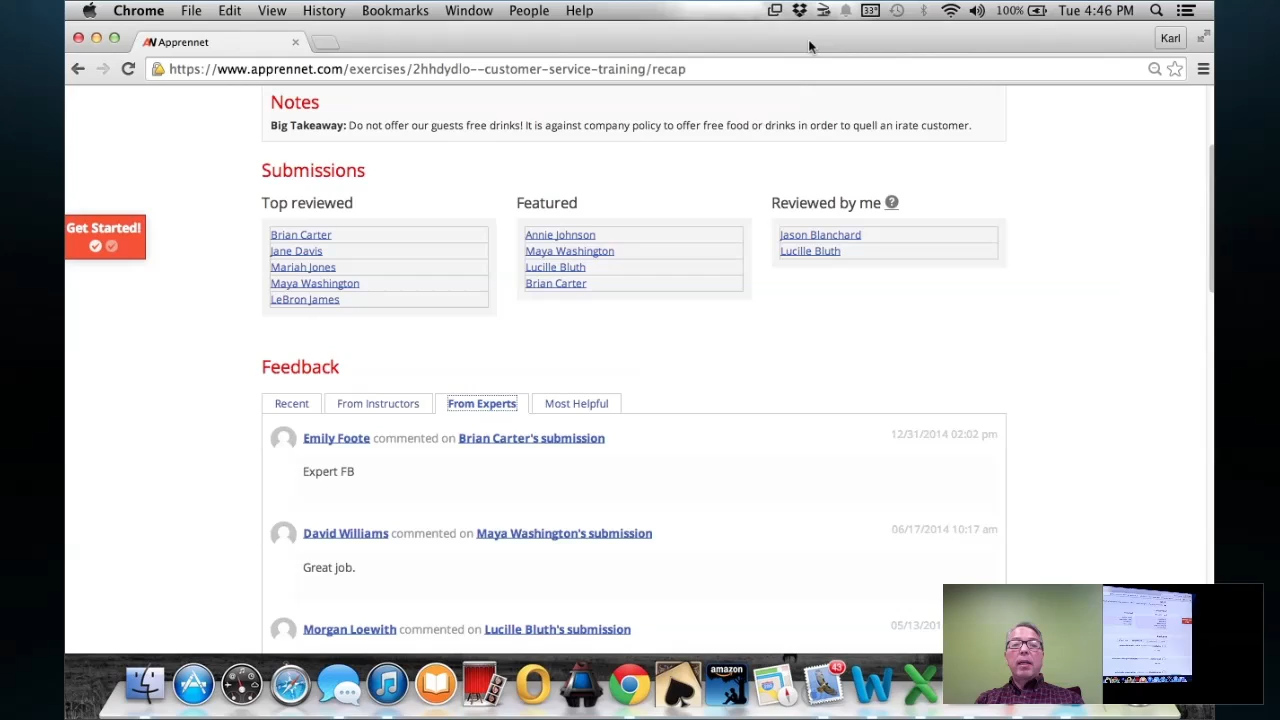 Chrome File Edit View History Bookmarks Window People Help 33° 100% Tue 4:46 PM
Apprennet Karl
https://www.apprennet.com/exercises/2hhdydlo--customer-service-training/recap
Notes
Big Takeaway: Do not offer our guests free drinks! It is against company policy to offer free food or drinks in order to quell an irate customer.
Submissions
Top reviewed Featured Reviewed by me ?
Get Started!
Brian Carter Annie Johnson Jason Blanchard
Jane Davis Maya Washington Lucille Bluth
Mariah Jones Lucille Bluth
Maya Washington Brian Carter
LeBron James
Feedback
Recent From Instructors From Experts Most Helpful
Emily Foote commented on Brian Carter's submission 12/31/2014 02:02 pm
Expert FB
David Williams commented on Maya Washington's submission 06/17/2014 10:17 am
Great job.
Morgan Loewith commented on Lucille Bluth's submission 05/13/201
amazon 43